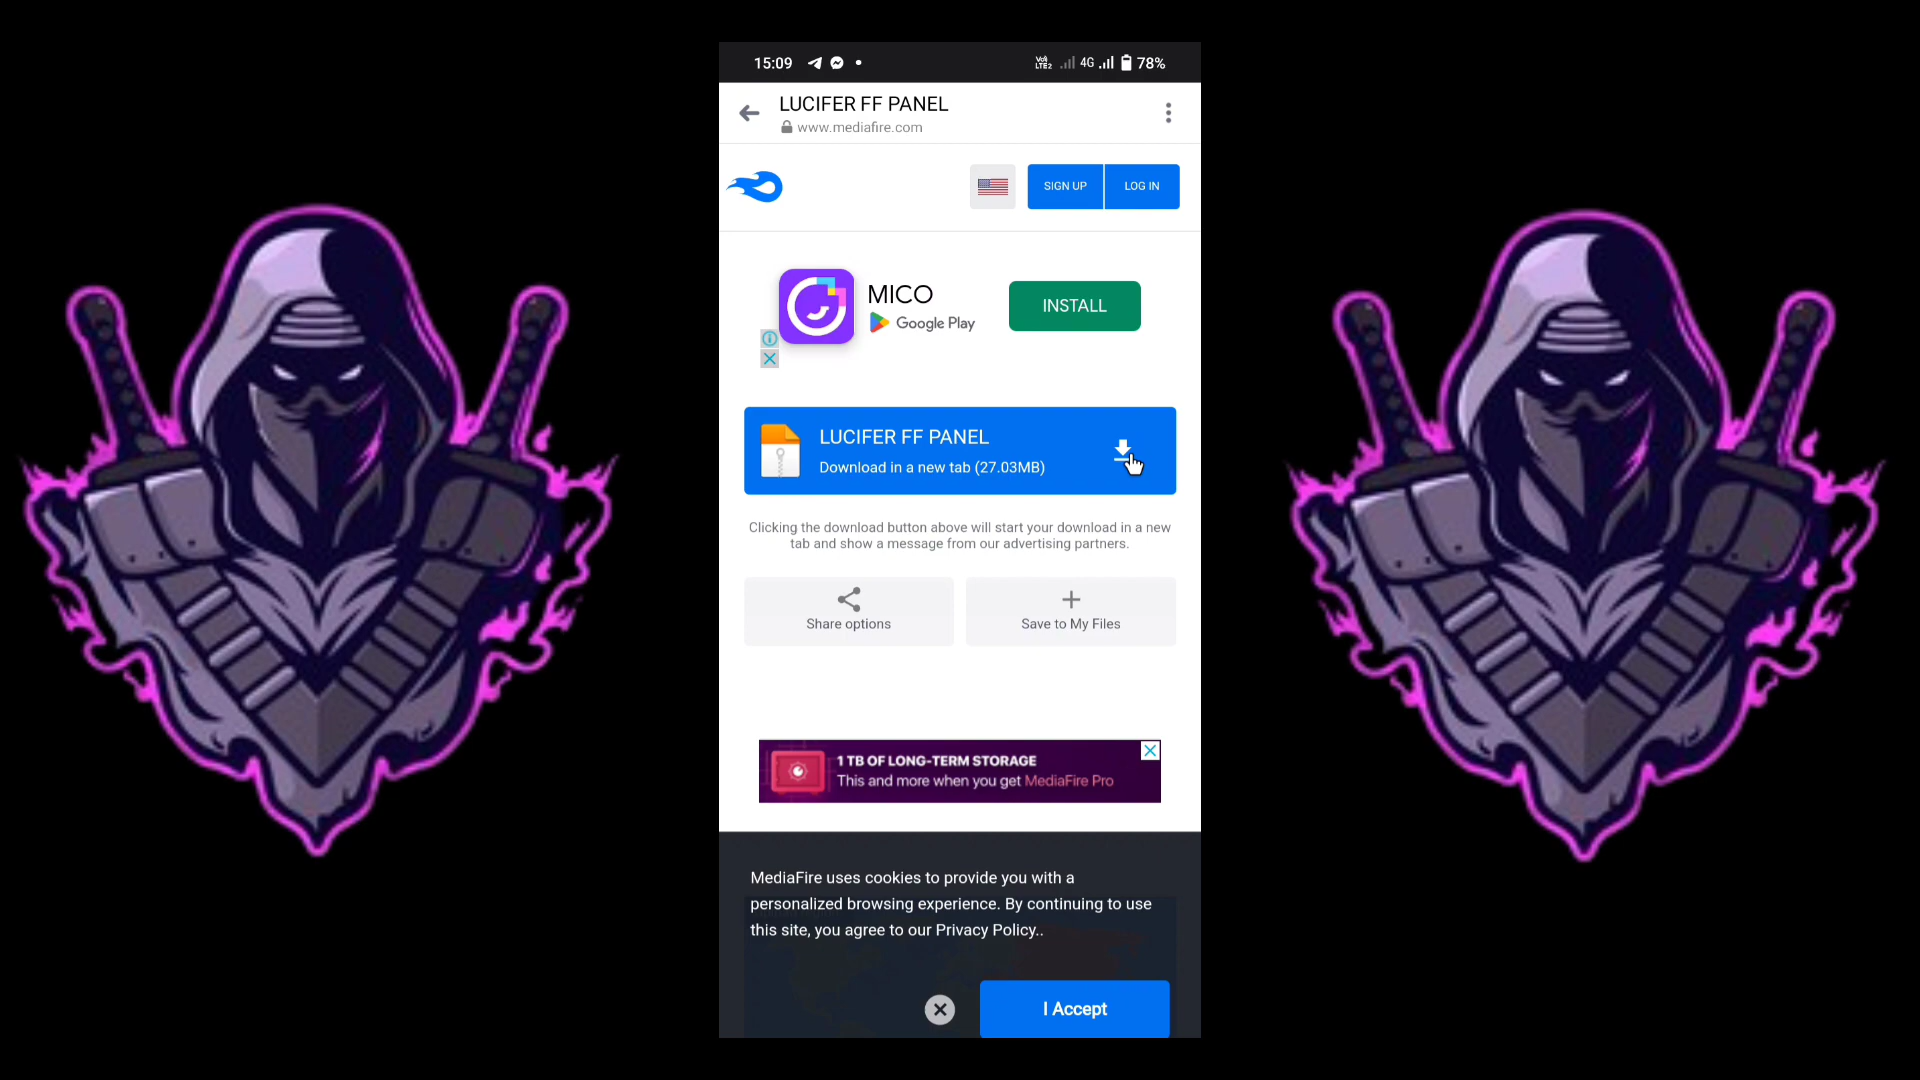 15:09
Vo) LTE2 4G 78%
LUCIFER FF PANEL
www.mediafire.com
SIGN UP
LOG IN
MICO
Google Play
INSTALL
LUCIFER FF PANEL
Download in a new tab (27.03MB)
Clicking the download button above will start your download in a new
tab and show a message from our advertising partners.
Share options
Save to My Files
1 TB OF LONG-TERM STORAGE
This and more when you get MediaFire Pro
MediaFire uses cookies to provide you with a
personalized browsing experience. By continuing to use
this site, you agree to our Privacy Policy..
I Accept